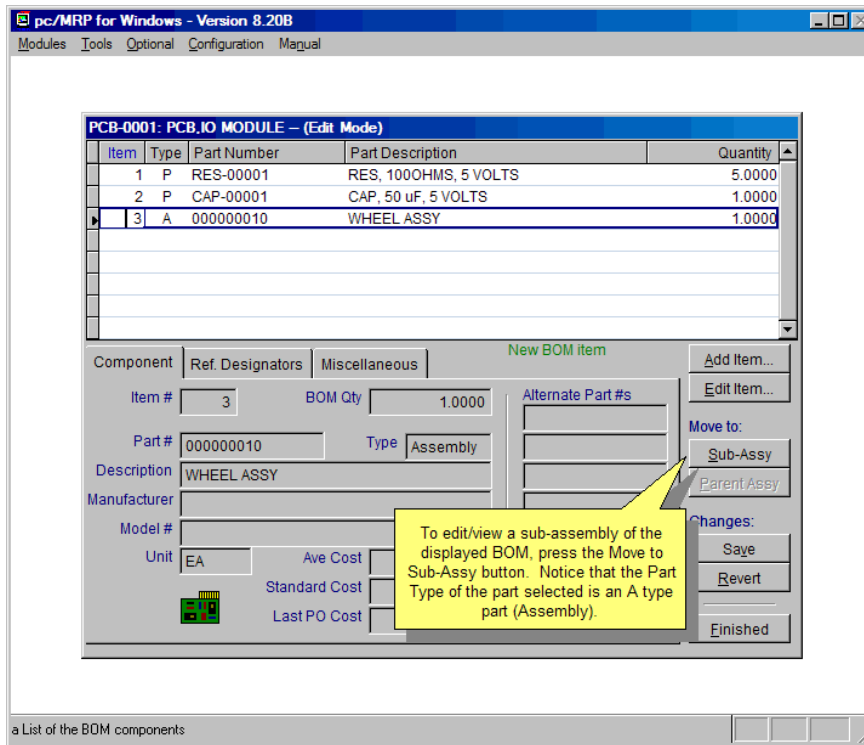 pc/MRP for Windows - Version 8.20B
Modules Tools Optional Configuration Manual
PCB-0001: PCB,IO MODULE -- (Edit Mode)
Item Type Part Number Part Description Quantity
1 P RES-00001 RES, 100OHMS, 5 VOLTS 5.0000
2 P CAP-00001 CAP, 50 uF, 5 VOLTS 1.0000
3 A 000000010 WHEEL ASSY 1.0000
New BOM item
Component Ref. Designators Miscellaneous
Add Item...
Edit Item...
Item # 3 BOM Qty 1.0000 Alternate Part #s
Move to:
Part # 000000010 Type Assembly
Sub-Assy
Description WHEEL ASSY
Parent Assy
Manufacturer
Model #
Changes:
Unit EA Ave Cost
Save
Standard Cost
Revert
Last PO Cost
Finished
To edit/view a sub-assembly of the
displayed BOM, press the Move to
Sub-Assy button. Notice that the Part
Type of the part selected is an A type
part (Assembly).
a List of the BOM components